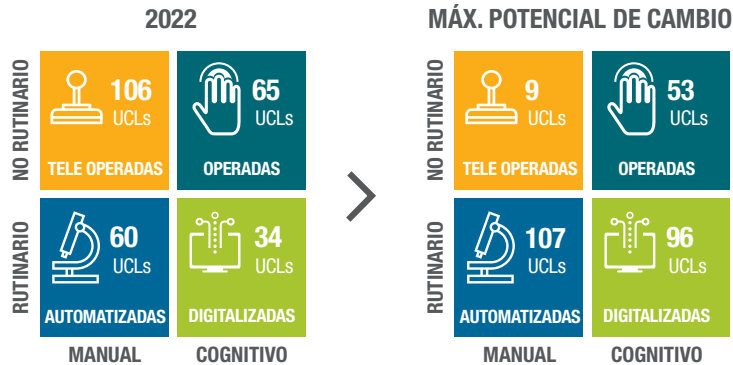 2022
NO RUTINARIO
106
UCLs
TELE OPERADAS
65
UCLs
OPERADAS
RUTINARIO
60
UCLs
AUTOMATIZADAS
34
UCLs
DIGITALIZADAS
MANUAL
COGNITIVO
MÁX. POTENCIAL DE CAMBIO
NO RUTINARIO
9
UCLs
TELE OPERADAS
53
UCLs
OPERADAS
RUTINARIO
107
UCLs
AUTOMATIZADAS
96
UCLs
DIGITALIZADAS
MANUAL
COGNITIVO